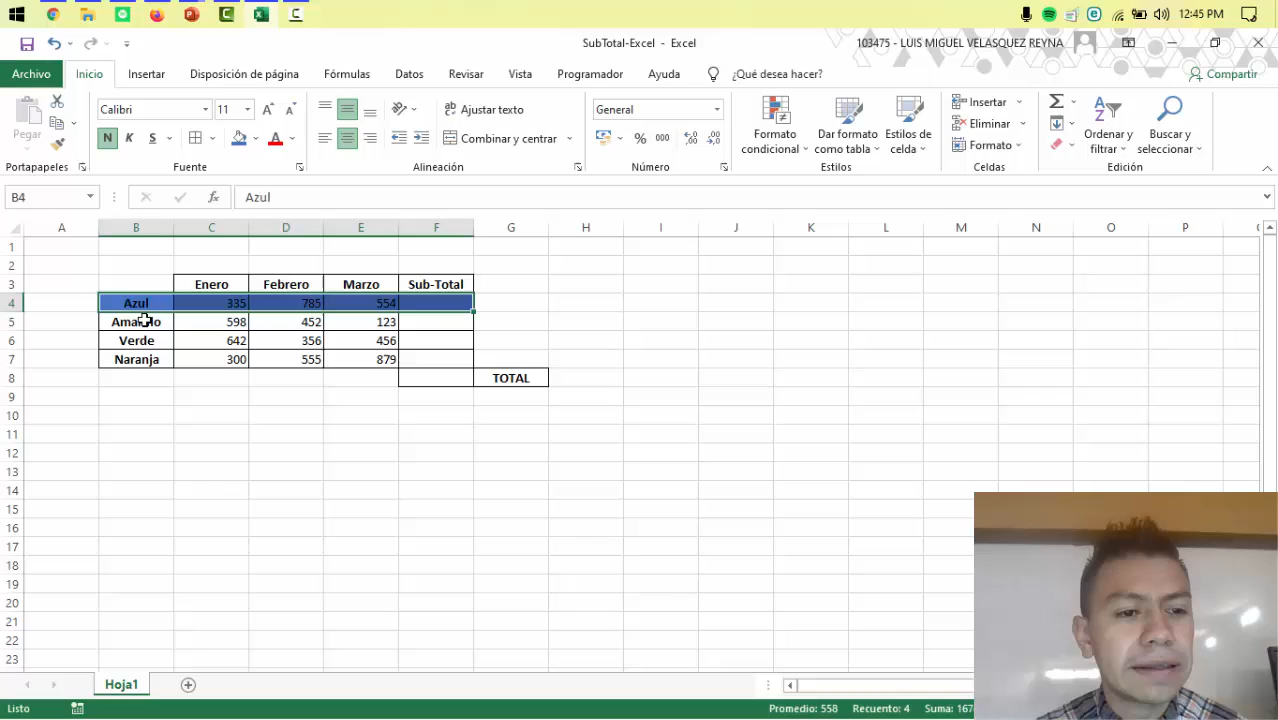 12:45 PM
SubTotal-Excel - Excel
103475 - LUIS MIGUEL VELASQUEZ REYNA
Archivo Inicio Insertar Disposición de página Fórmulas Datos Revisar Vista Programador Ayuda ¿Qué desea hacer? Compartir
Pegar
Calibri 11
N K S
Ajustar texto
Combinar y centrar
General
% 000
Formato condicional
Dar formato como tabla
Estilos de celda
Insertar
Eliminar
Formato
Ordenar y filtrar
Buscar y seleccionar
Portapapeles Fuente Alineación Número Estilos Celdas Edición
B4 fx Azul
A B C D E F G H I J K L M N O P
1
2
3 Enero Febrero Marzo Sub-Total
4 Azul 335 785 554
5 598 452 123
6 Verde 642 356 456
7 Naranja 300 555 879
8 TOTAL
9
10
11
12
13
14
15
16
17
18
19
20
21
22
23
Hoja1
Listo Promedio: 558 Recuento: 4